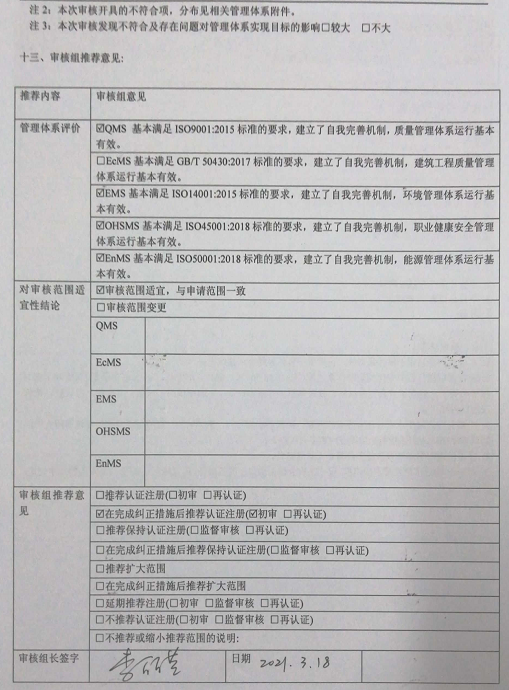 注 2：本次审核开具的不符合项，分布见相关管理体系附件。
注 3：本次审核发现不符合及存在问题对管理体系实现目标的影响☐较大 ☐不大
十三、审核组推荐意见:
推荐内容 审核组意见
管理体系评价 ☑QMS 基本满足 ISO9001:2015 标准的要求，建立了自我完善机制，质量管理体系运行基本
有效。
☐EcMS 基本满足 GB/T 50430:2017 标准的要求，建立了自我完善机制，建筑工程质量管理
体系运行基本有效。
☑EMS 基本满足 ISO14001:2015 标准的要求，建立了自我完善机制，环境管理体系运行基
本有效。
☑OHSMS 基本满足 ISO45001:2018 标准的要求，建立了自我完善机制，职业健康安全管理
体系运行基本有效。
☑EnMS 基本满足 ISO50001:2018 标准的要求，建立了自我完善机制，能源管理体系运行基
本有效。
对审核范围适 ☑审核范围适宜，与申请范围一致
宜性结论 ☐审核范围变更
QMS
EcMS
EMS
OHSMS
EnMS
审核组推荐意 ☐推荐认证注册(☐初审 ☐再认证)
见 ☑在完成纠正措施后推荐认证注册(☑初审 ☐再认证)
☐推荐保持认证注册(☐监督审核 ☐再认证)
☐在完成纠正措施后推荐保持认证注册(☐监督审核 ☐再认证)
☐推荐扩大范围
☐在完成纠正措施后推荐扩大范围
☐延期推荐注册(☐初审 ☐监督审核 ☐再认证)
☐不推荐认证注册(☐初审 ☐监督审核 ☐再认证)
☐不推荐或缩小推荐范围的说明:
审核组长签字 日期 2021.3.18